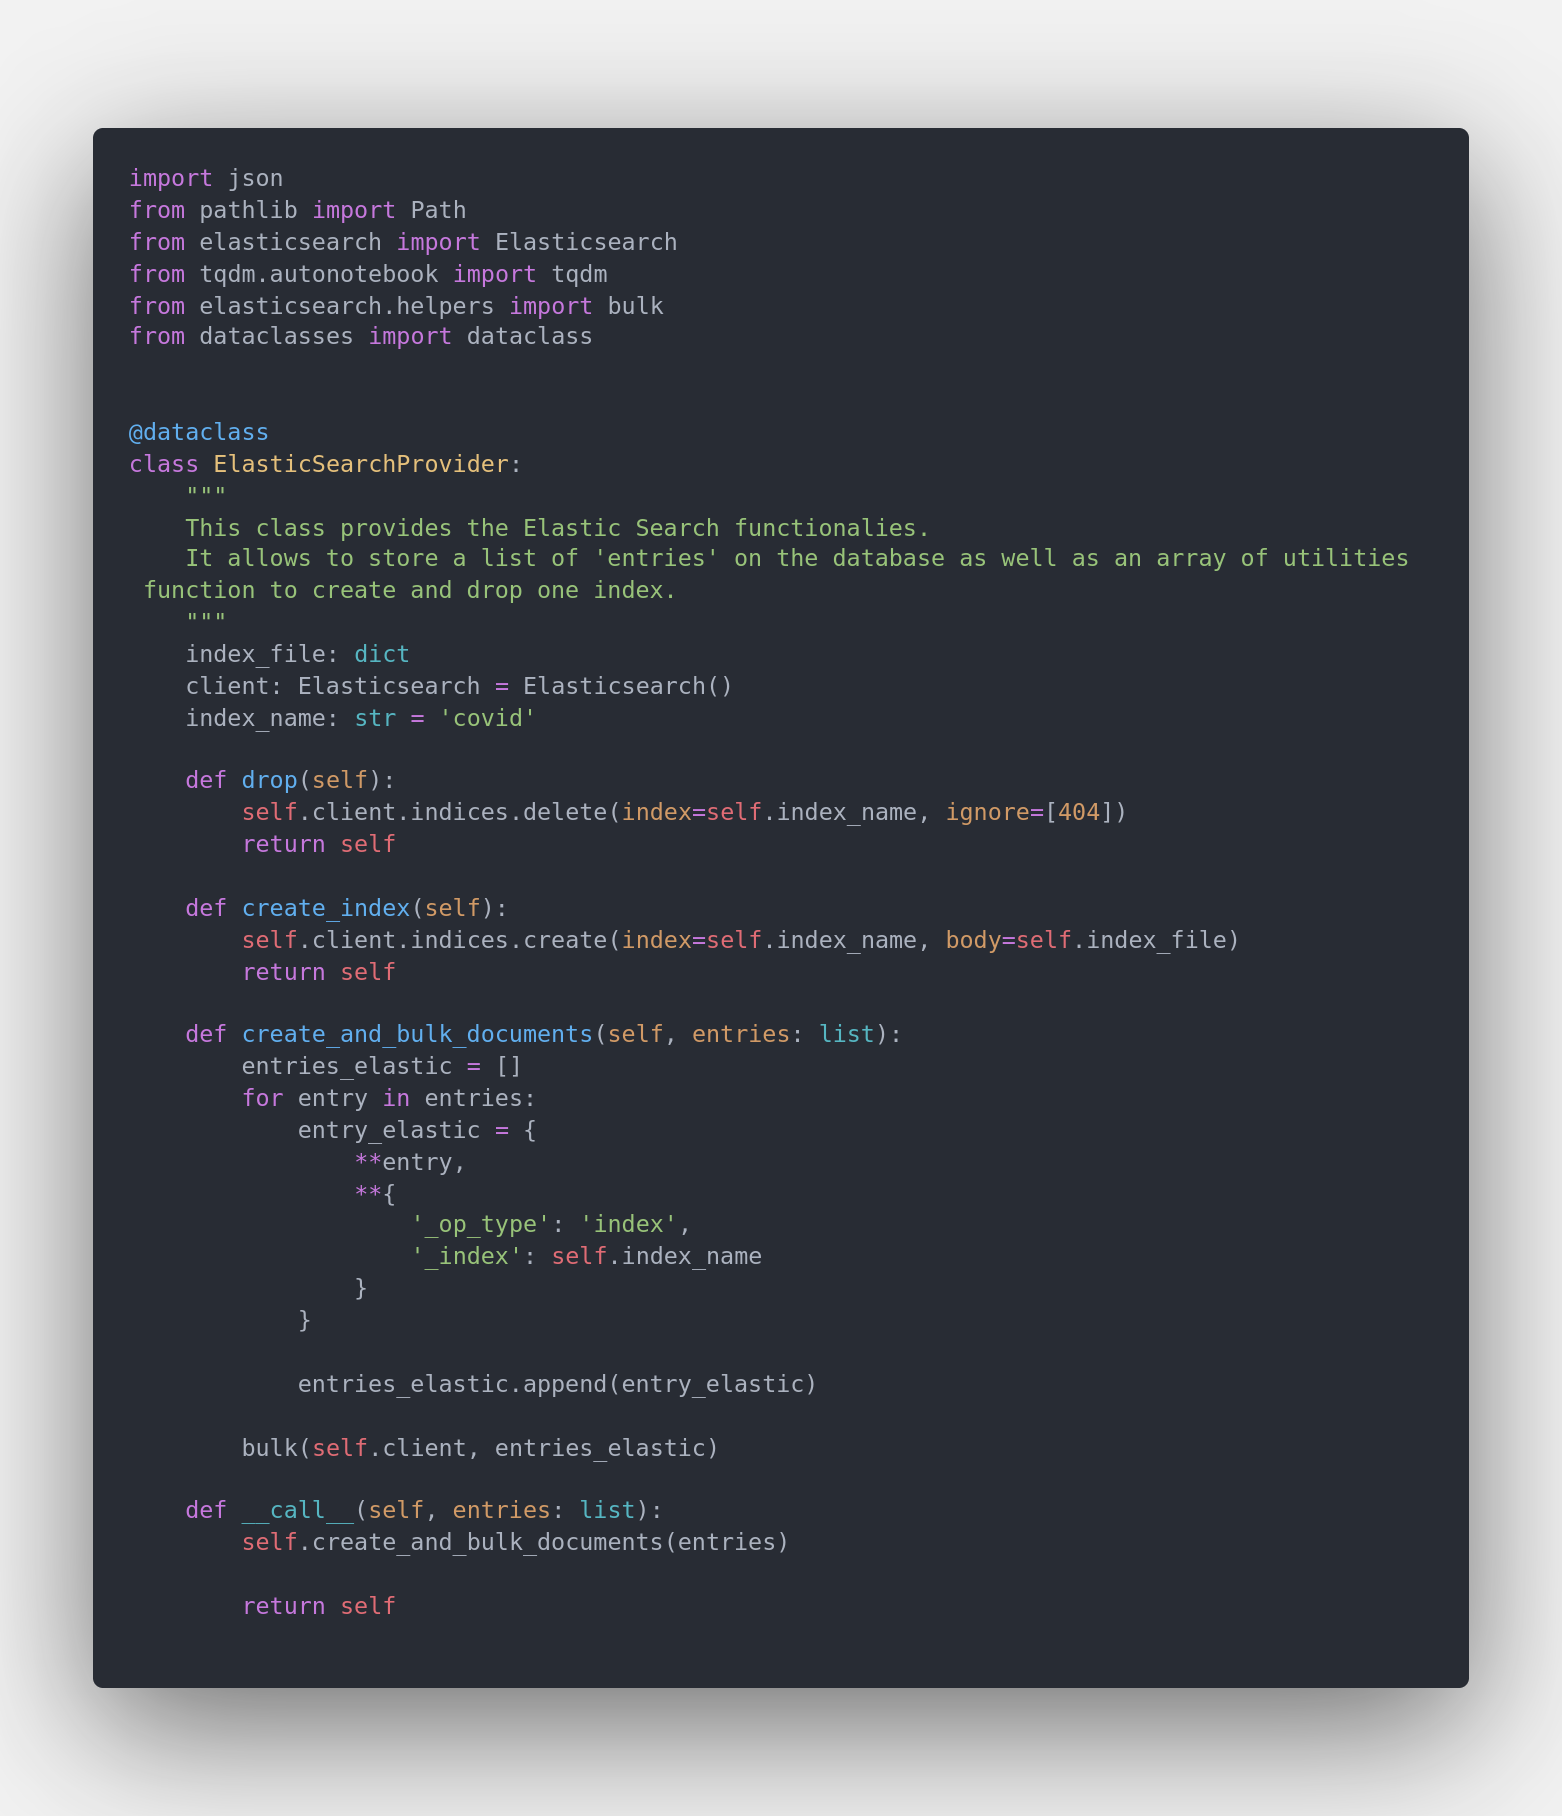 import json
from pathlib import Path
from elasticsearch import Elasticsearch
from tqdm.autonotebook import tqdm
from elasticsearch.helpers import bulk
from dataclasses import dataclass


@dataclass
class ElasticSearchProvider:
    """
    This class provides the Elastic Search functionalies.
    It allows to store a list of 'entries' on the database as well as an array of utilities
 function to create and drop one index.
    """
    index_file: dict
    client: Elasticsearch = Elasticsearch()
    index_name: str = 'covid'

    def drop(self):
        self.client.indices.delete(index=self.index_name, ignore=[404])
        return self

    def create_index(self):
        self.client.indices.create(index=self.index_name, body=self.index_file)
        return self

    def create_and_bulk_documents(self, entries: list):
        entries_elastic = []
        for entry in entries:
            entry_elastic = {
                **entry,
                **{
                    '_op_type': 'index',
                    '_index': self.index_name
                }
            }

            entries_elastic.append(entry_elastic)

        bulk(self.client, entries_elastic)

    def __call__(self, entries: list):
        self.create_and_bulk_documents(entries)

        return self